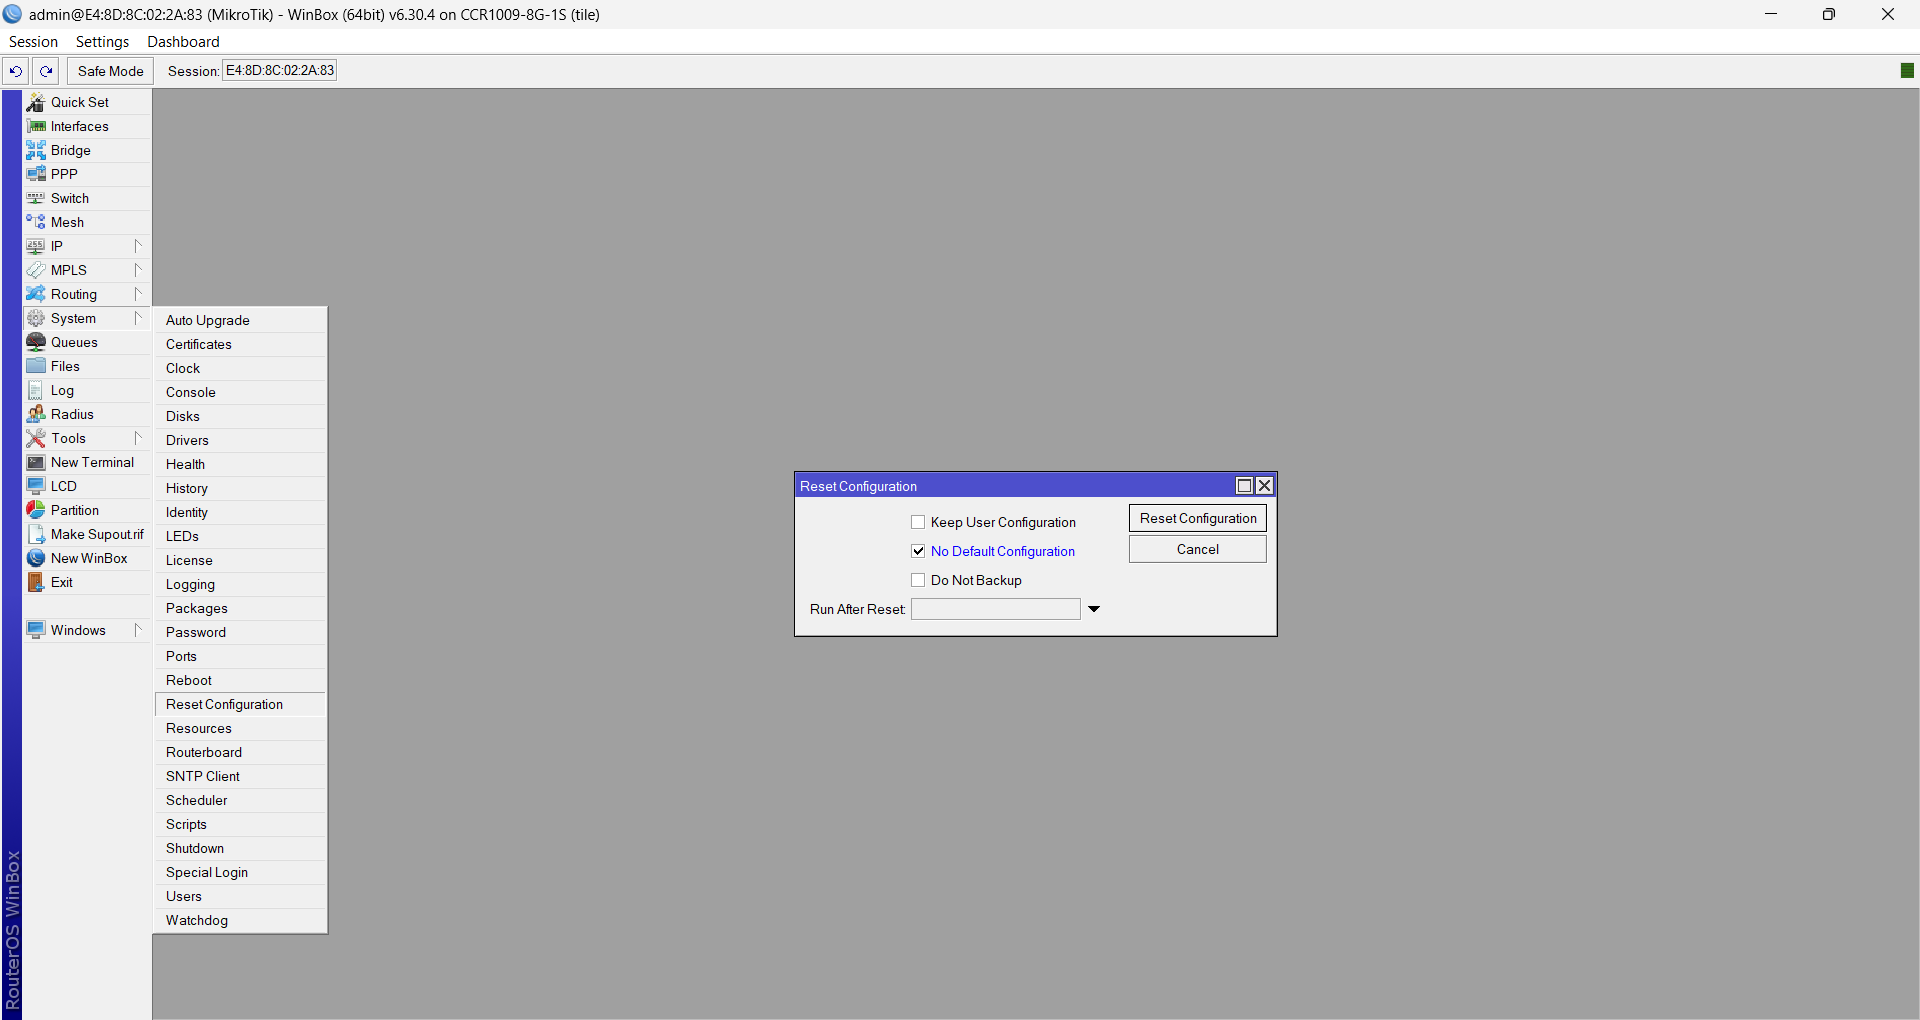 admin@E4:8D:8C:02:2A:83 (MikroTik) - WinBox (64bit) v6.30.4 on CCR1009-8G-1S (tile)
Session Settings Dashboard
Safe Mode Session: E4:8D:8C:02:2A:83
Quick Set
Interfaces
Bridge
PPP
Switch
Mesh
255
IP
MPLS
Routing
System
Queues
Files
Log
Radius
Tools
New Terminal
LCD
Partition
Make Supout.rif
New WinBox
Exit
Windows
RouterOS WinBox
Auto Upgrade
Certificates
Clock
Console
Disks
Drivers
Health
History
Identity
LEDs
License
Logging
Packages
Password
Ports
Reboot
Reset Configuration
Resources
Routerboard
SNTP Client
Scheduler
Scripts
Shutdown
Special Login
Users
Watchdog
Reset Configuration
Keep User Configuration
No Default Configuration
Do Not Backup
Run After Reset:
Reset Configuration
Cancel